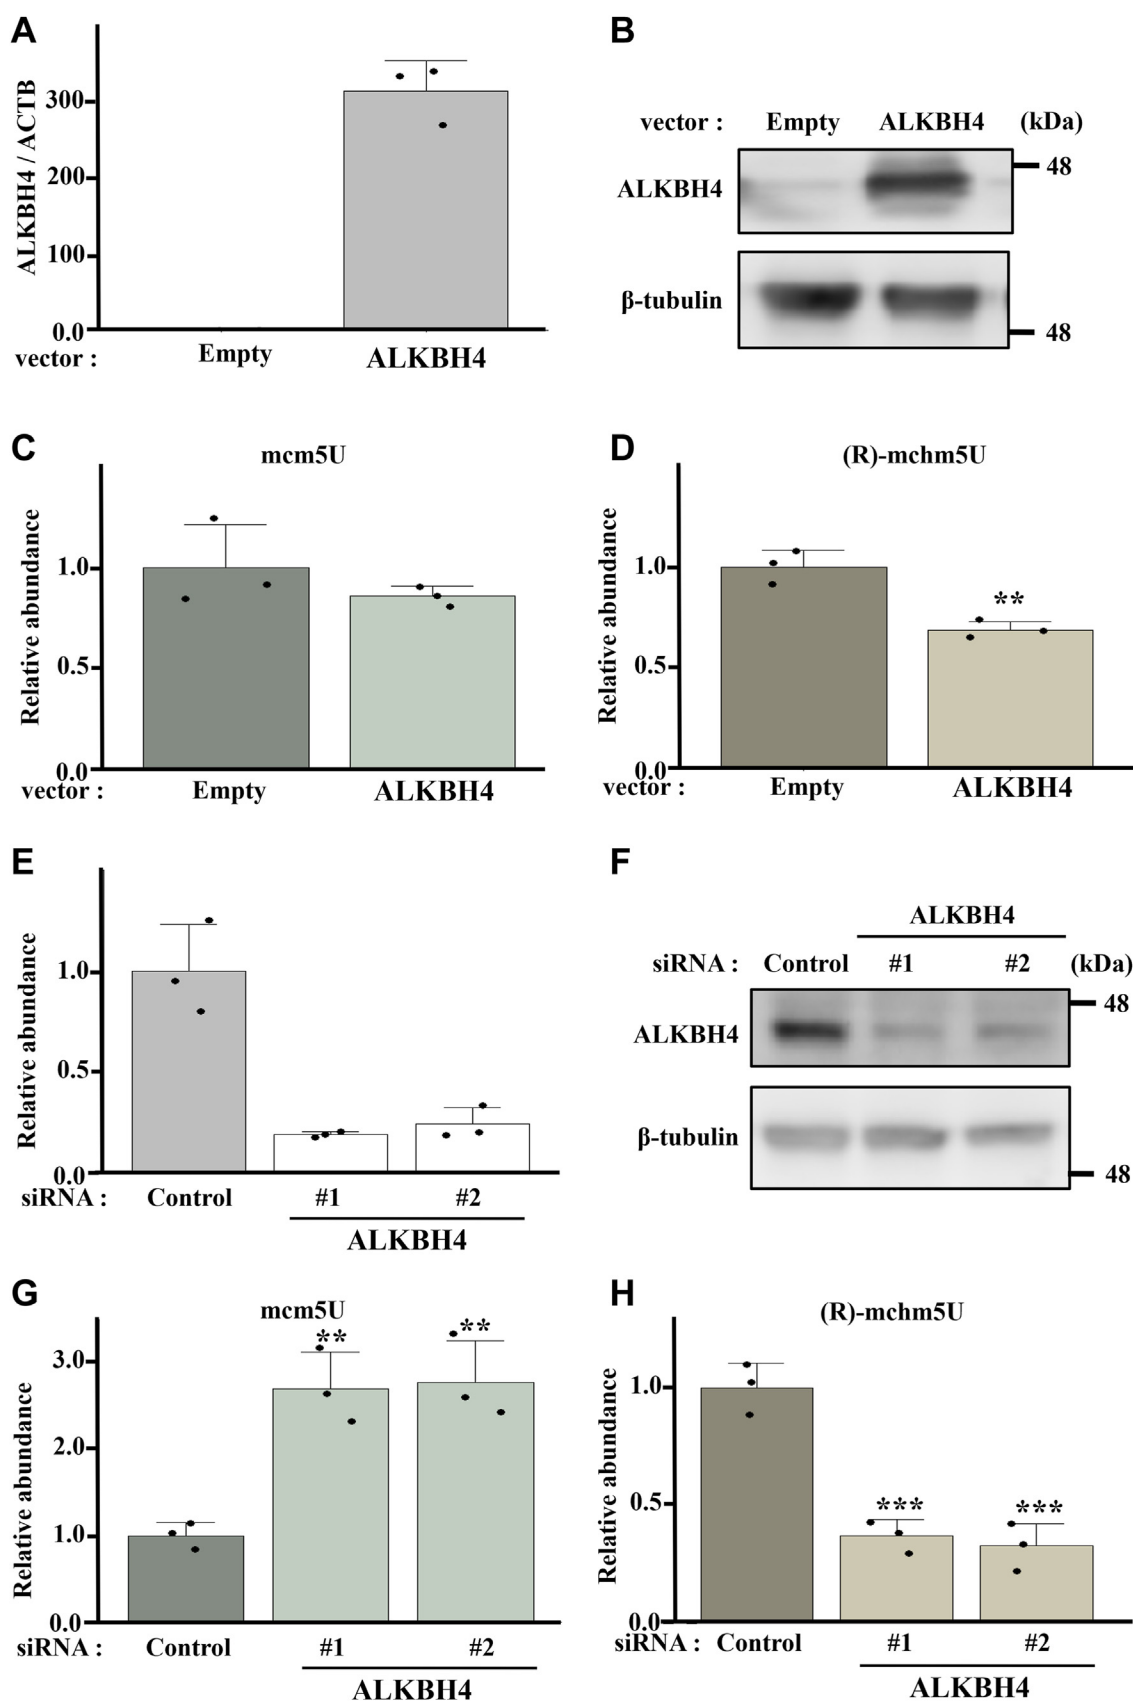 A
ALKBH4 / ACTB
300
200
100
0.0
vector :
Empty
ALKBH4
B
vector :
Empty
ALKBH4
(kDa)
ALKBH4
48
β-tubulin
48
C
mcm5U
Relative abundance
1.0
0.5
0.0
vector :
Empty
ALKBH4
D
(R)-mchm5U
Relative abundance
1.0
0.5
0.0
**
vector :
Empty
ALKBH4
E
Relative abundance
1.0
0.5
0.0
siRNA :
Control
#1
#2
ALKBH4
F
ALKBH4
siRNA :
Control
#1
#2
(kDa)
ALKBH4
48
β-tubulin
48
G
mcm5U
Relative abundance
3.0
2.0
1.0
0.0
**
**
siRNA :
Control
#1
#2
ALKBH4
H
(R)-mchm5U
Relative abundance
1.0
0.5
0.0
***
***
siRNA :
Control
#1
#2
ALKBH4